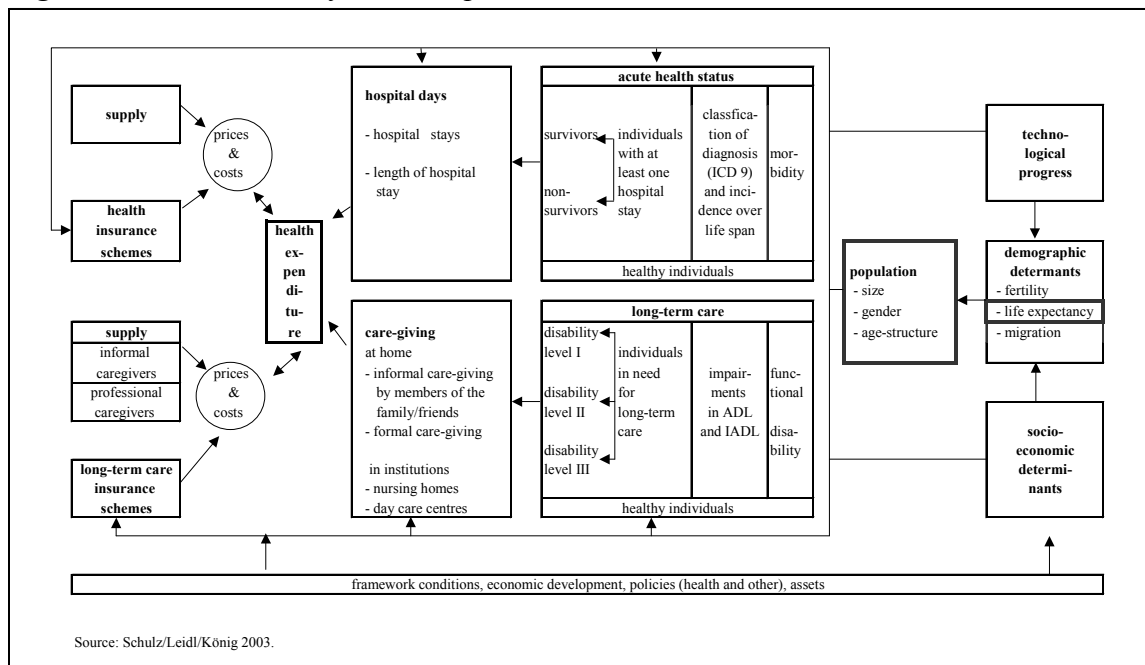 supply
prices
&
costs
health
insurance
schemes
health
ex-
pen
di-
tu-
re
supply
informal
caregivers
professional
caregivers
prices
&
costs
long-term care
insurance
schemes
hospital days
- hospital stays
- length of hospital
stay
care-giving
at home
- informal care-giving
by members of the
family/friends
- formal care-giving
in institutions
- nursing homes
- day care centres
acute health status
survivors
non-
survivors
individuals
with at
least one
hospital
stay
classfica-
tion of
diagnosis
(ICD 9)
and inci-
dence over
life span
mor-
bidity
healthy individuals
long-term care
disability
level I
disability
level II
disability
level III
individuals
in need
for
long-term
care
impair-
ments
in ADL
and IADL
func-
tional
disa-
bility
healthy individuals
population
- size
- gender
- age-structure
techno-
logical
progress
demographic
determants
- fertility
- life expectancy
- migration
socio-
economic
determi-
nants
framework conditions, economic development, policies (health and other), assets
Source: Schulz/Leidl/König 2003.